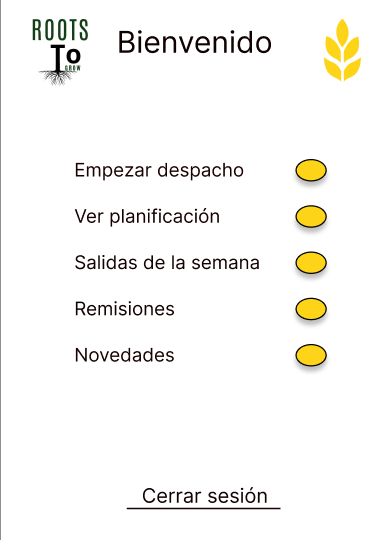 ROOTS
To
GROW
Bienvenido
Empezar despacho
Ver planificación
Salidas de la semana
Remisiones
Novedades
Cerrar sesión